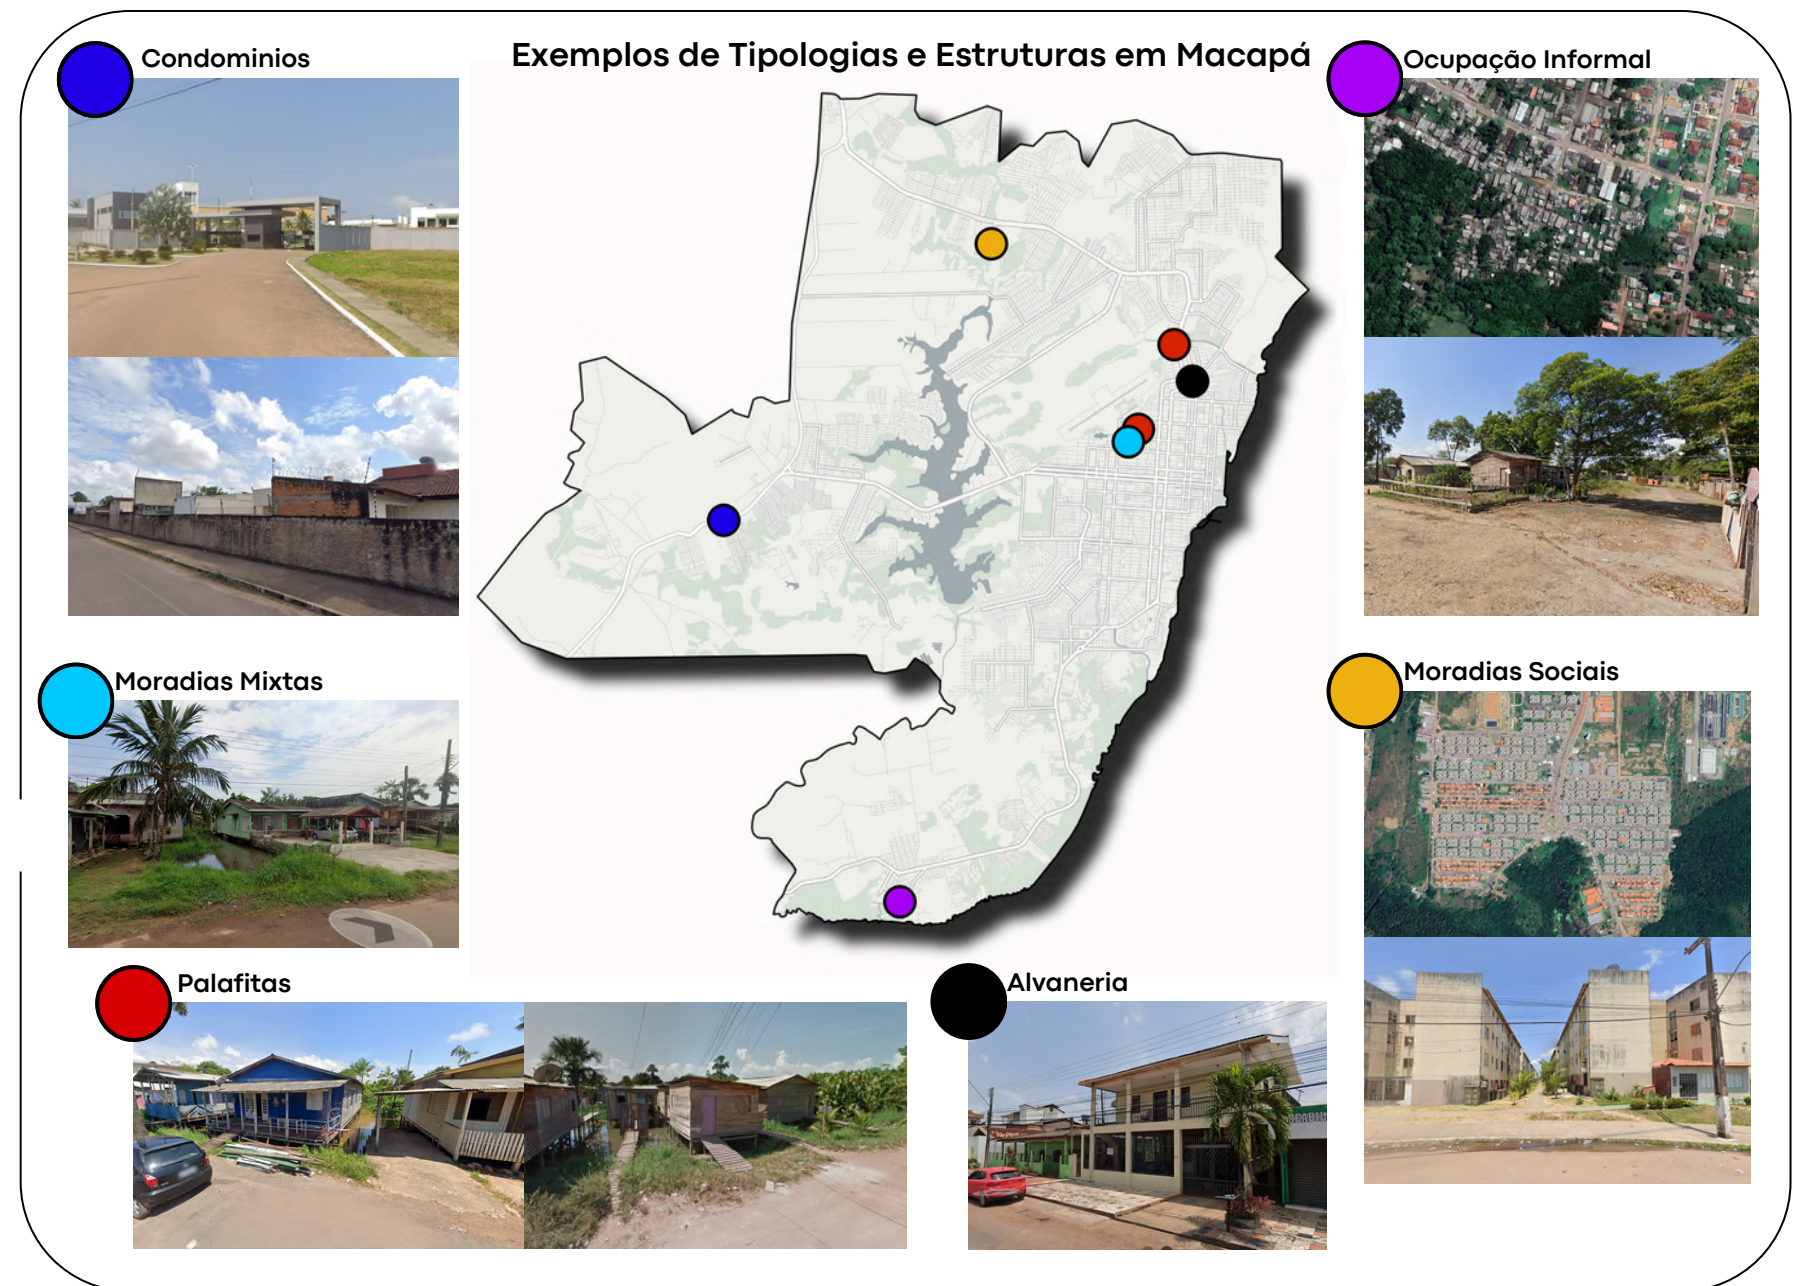 Exemplos de Tipologias e Estruturas em Macapá
Condominios
Ocupação Informal
Moradias Mixtas
Moradias Sociais
Palafitas
Alvaneria